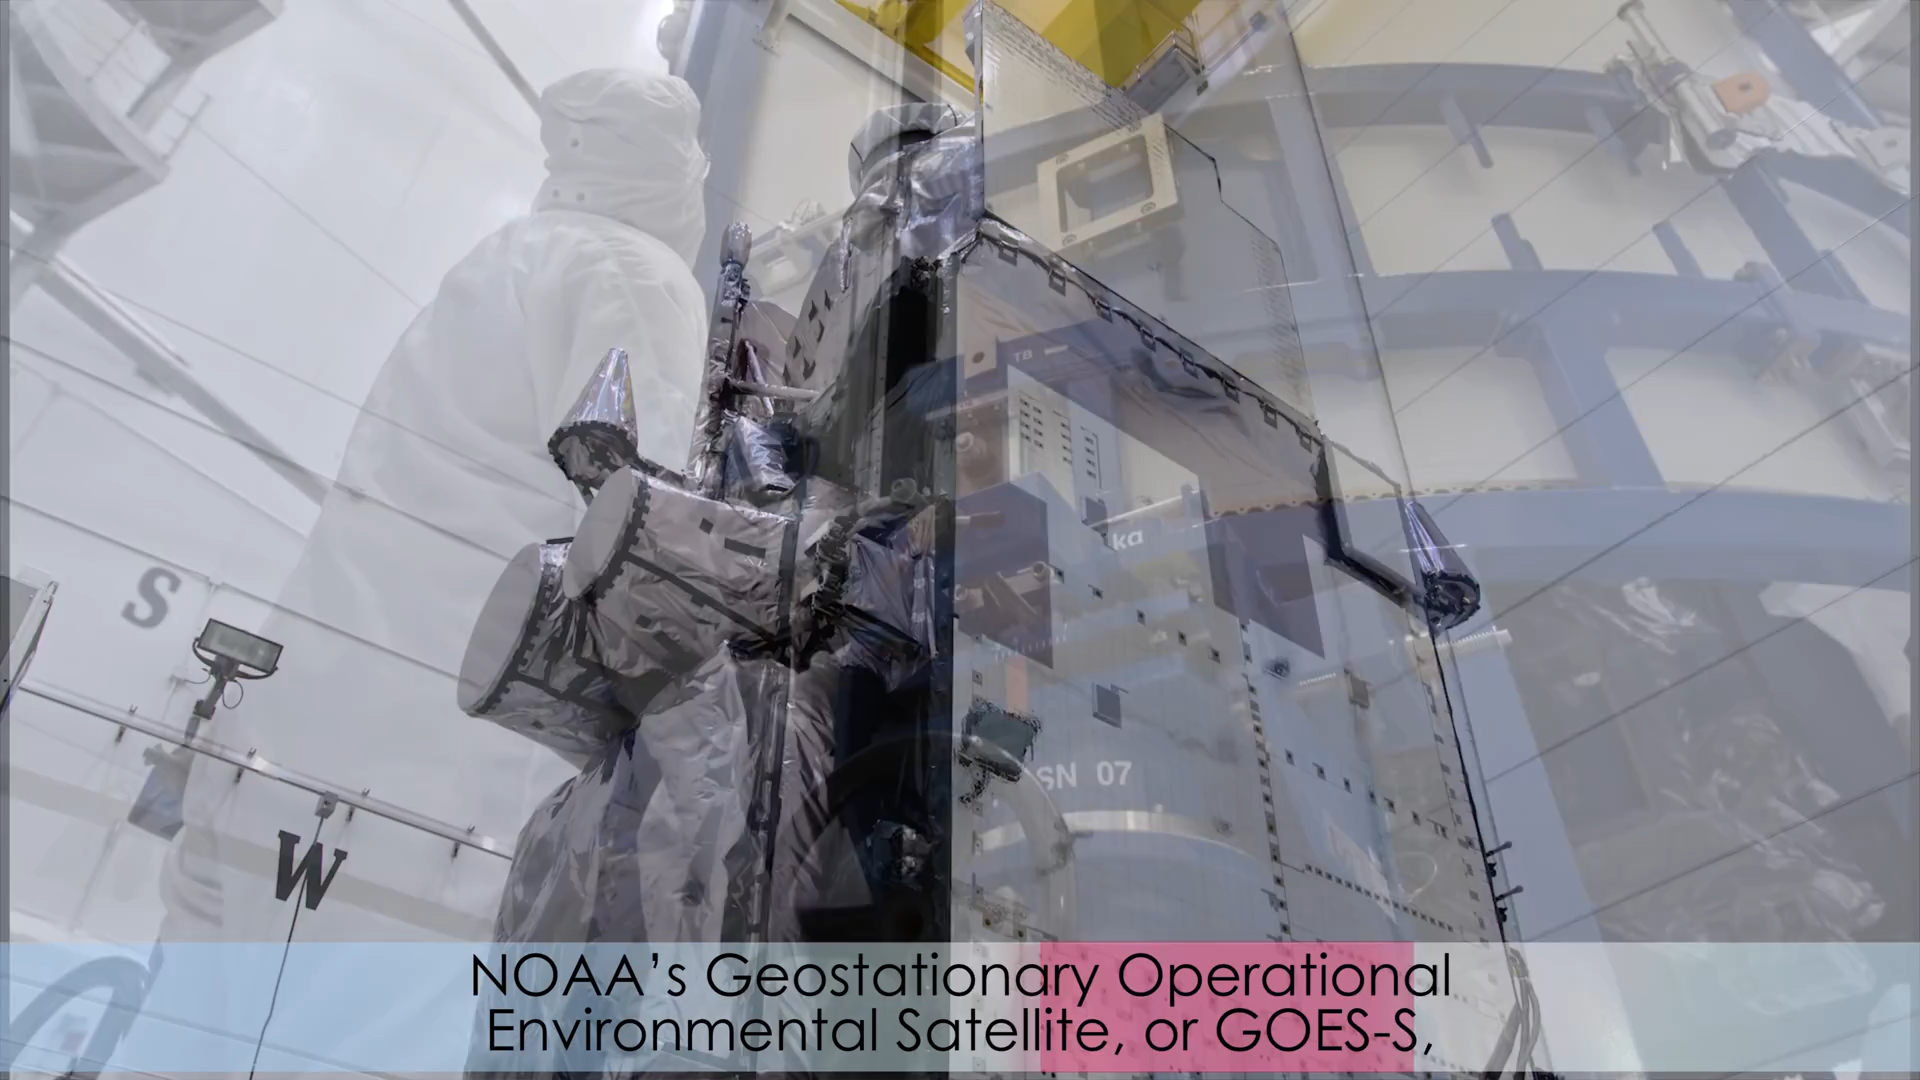 TB
ka
S
SN 07
W
NOAA’s Geostationary Operational
Environmental Satellite, or GOES-S,